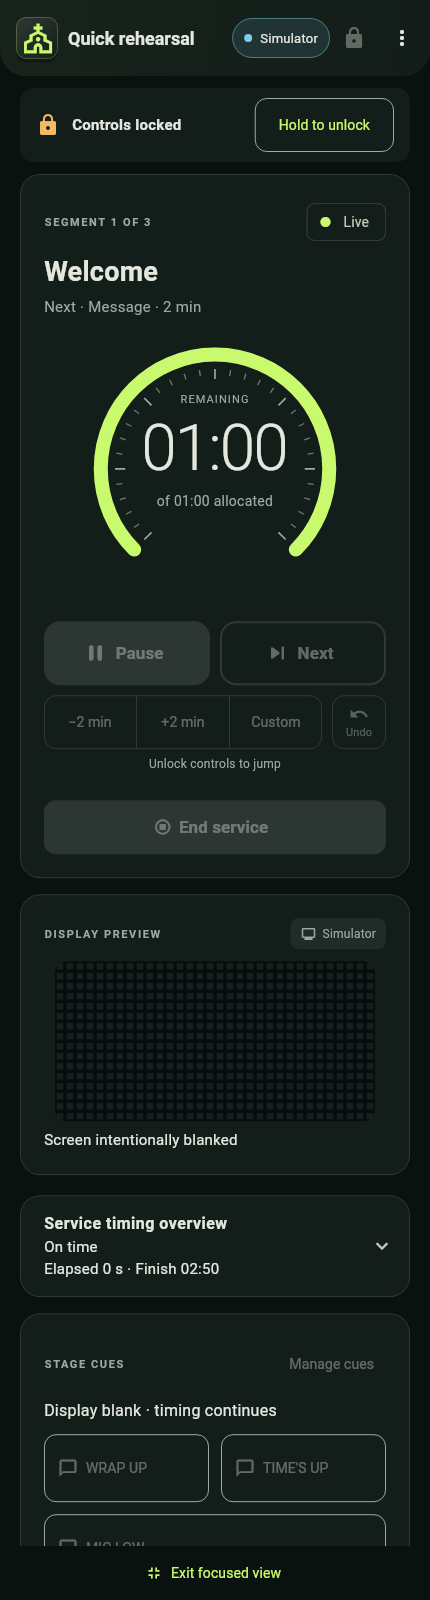 Quick rehearsal
Simulator
Controls locked
Hold to unlock
SEGMENT 1 OF 3
Live
Welcome
Next · Message · 2 min
REMAINING
01:00
of 01:00 allocated
Pause
Next
−2 min
+2 min
Custom
Undo
Unlock controls to jump
End service
DISPLAY PREVIEW
Simulator
Screen intentionally blanked
Service timing overview
On time
Elapsed 0 s · Finish 02:50
STAGE CUES
Manage cues
Display blank · timing continues
WRAP UP
TIME'S UP
MIC LOW
Exit focused view